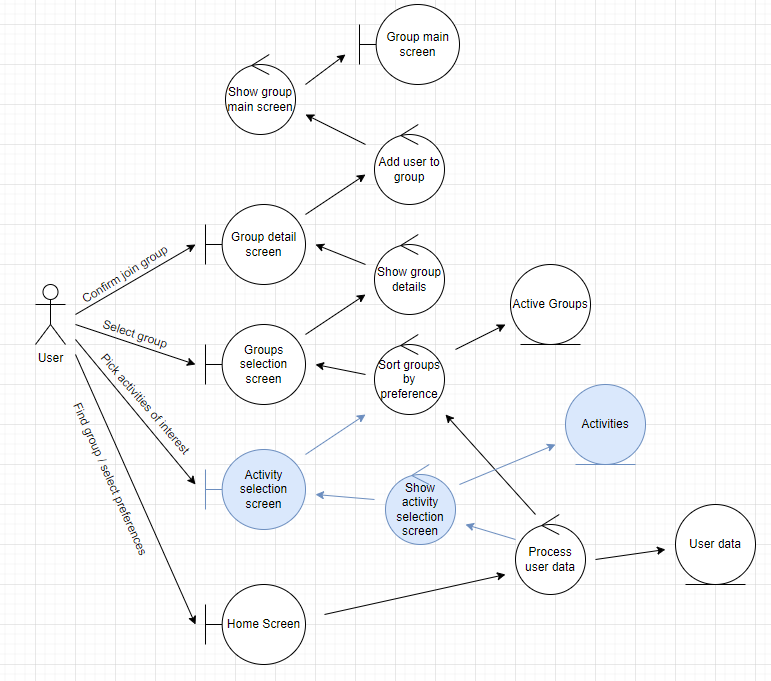 Group main
screen
Show group
main screen
Add user to
group
Group detail
screen
Confirm join group
Show group
details
Active Groups
Select group
User
Groups
selection
screen
Sort groups
by
preference
Pick activities of interest
Activities
Find group / select preferences
Activity
selection
screen
Show
activity
selection
screen
Process
user data
User data
Home Screen